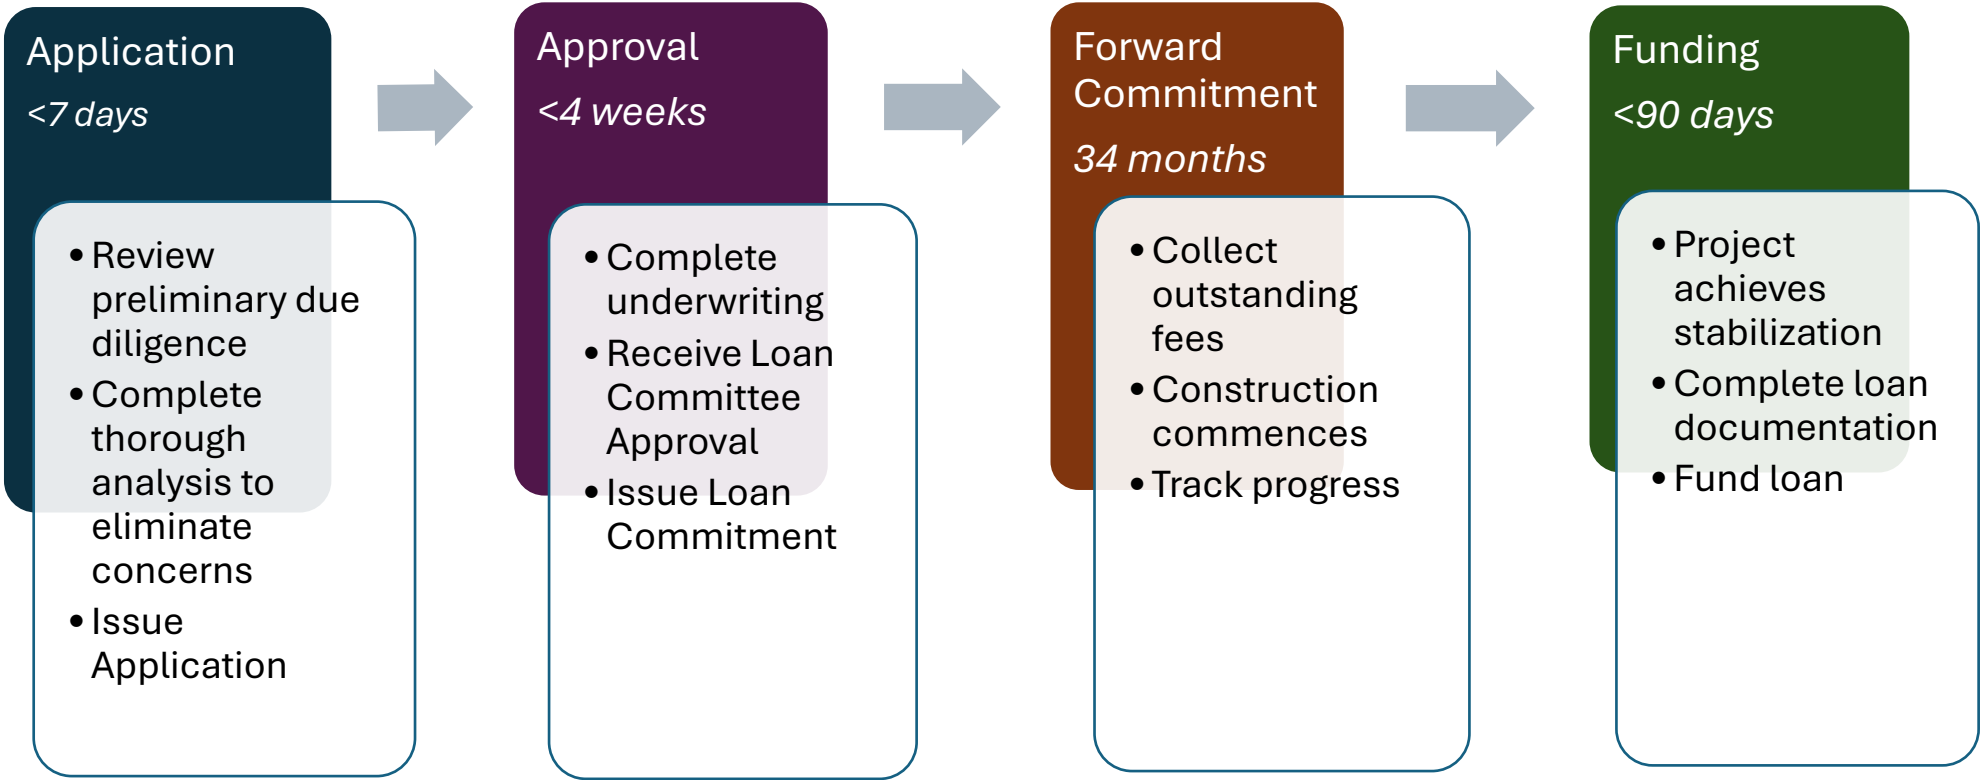 Application
<7 days
• Review
preliminary due
diligence
• Complete
thorough
analysis to
eliminate
concerns
• Issue
Application
Approval
<4 weeks
• Complete
underwriting
• Receive Loan
Committee
Approval
• Issue Loan
Commitment
Forward
Commitment
34 months
• Collect
outstanding
fees
• Construction
commences
• Track progress
Funding
<90 days
• Project
achieves
stabilization
• Complete loan
documentation
• Fund loan